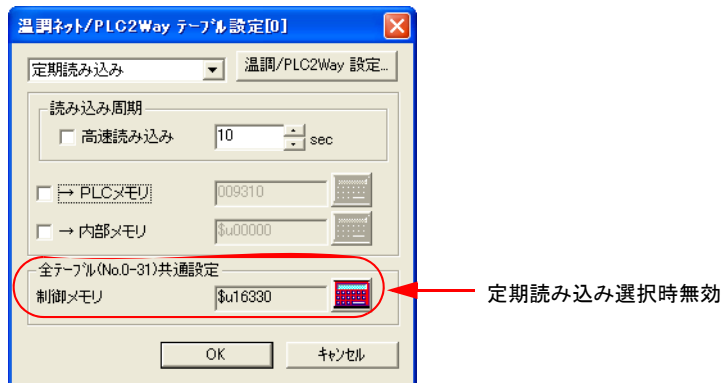 温調ネット/PLC2Way テーブル設定[0]
定期読み込み
温調/PLC2Way 設定...
読み込み周期
高速読み込み 10 sec
→ PLCメモリ 009310
→ 内部メモリ $u00000
全テーブル(No.0-31)共通設定
制御メモリ $u16330
定期読み込み選択時無効
OK キャンセル